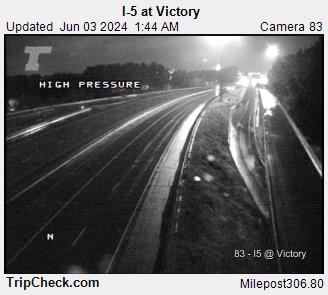 I-5 at Victory
Updated Jun 03 2024 1:44 AM Camera 83
T
HIGH PRESSURE
N
83 - I5 @ Victory
TripCheck.com Milepost306.80